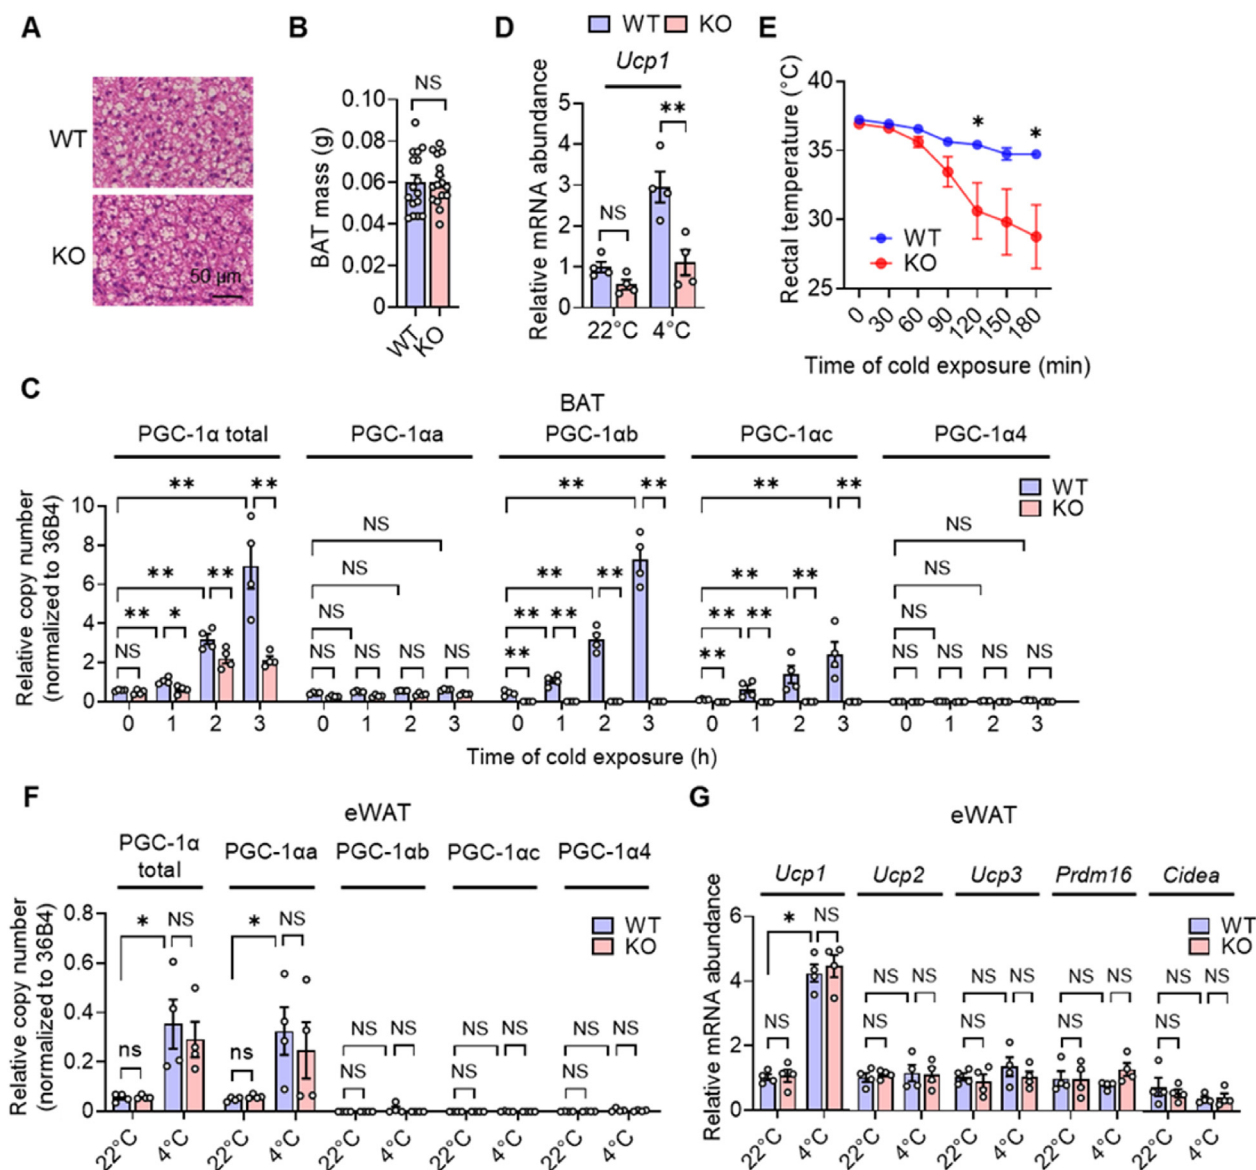 A
WT
KO
50 µm
B
NS
BAT mass (g)
0.10
0.08
0.06
0.04
0.02
0
WT
KO
D
WT KO
Ucp1
Relative mRNA abundance
5
4
3
2
1
0
NS
**
22°C 4°C
E
Rectal temperature (°C)
40
35
30
25
*
*
WT
KO
0 30 60 90 120 150 180
Time of cold exposure (min)
C
BAT
PGC-1α total PGC-1αa PGC-1αb PGC-1αc PGC-1α4
WT
KO
Relative copy number
(normalized to 36B4)
10
8
6
4
2
0
** ** ** ** ** **
NS NS
** ** NS ** ** ** ** NS
** * NS ** ** ** ** NS
NS NS NS NS NS ** ** NS NS NS NS
0 1 2 3 0 1 2 3 0 1 2 3 0 1 2 3 0 1 2 3
Time of cold exposure (h)
F
eWAT
PGC-1α
total
PGC-1αa PGC-1αb PGC-1αc PGC-1α4
WT
KO
Relative copy number
(normalized to 36B4)
0.8
0.6
0.4
0.2
0
* NS * NS
NS NS NS NS NS NS
ns ns NS NS NS
22°C 4°C 22°C 4°C 22°C 4°C 22°C 4°C 22°C 4°C
G
eWAT
Ucp1 Ucp2 Ucp3 Prdm16 Cidea
WT
KO
Relative mRNA abundance
6
4
2
0
* NS
NS NS NS NS NS NS NS NS
NS NS NS NS NS
22°C 4°C 22°C 4°C 22°C 4°C 22°C 4°C 22°C 4°C